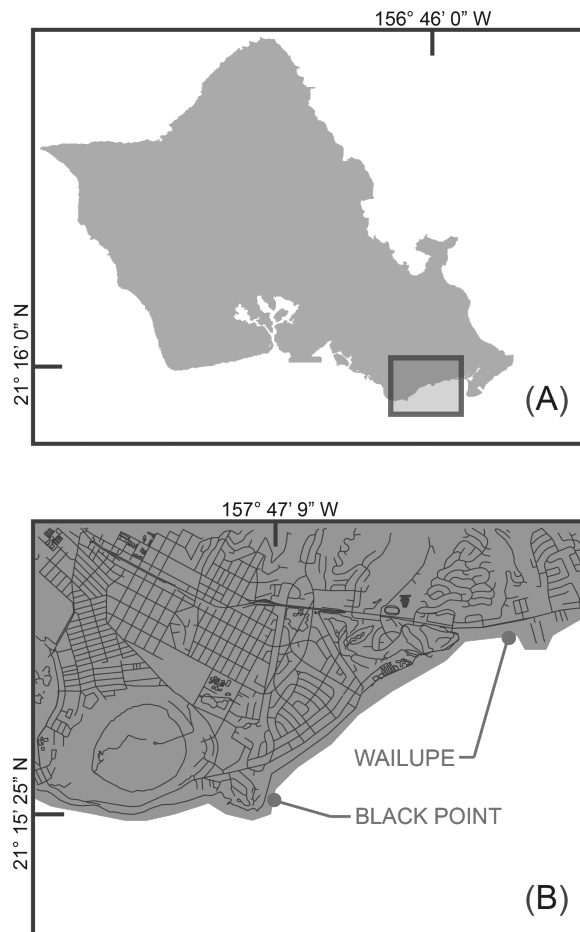 156° 46’ 0” W
21° 16’ 0” N
(A)
157° 47’ 9” W
21° 15’ 25” N
WAILUPE
BLACK POINT
(B)